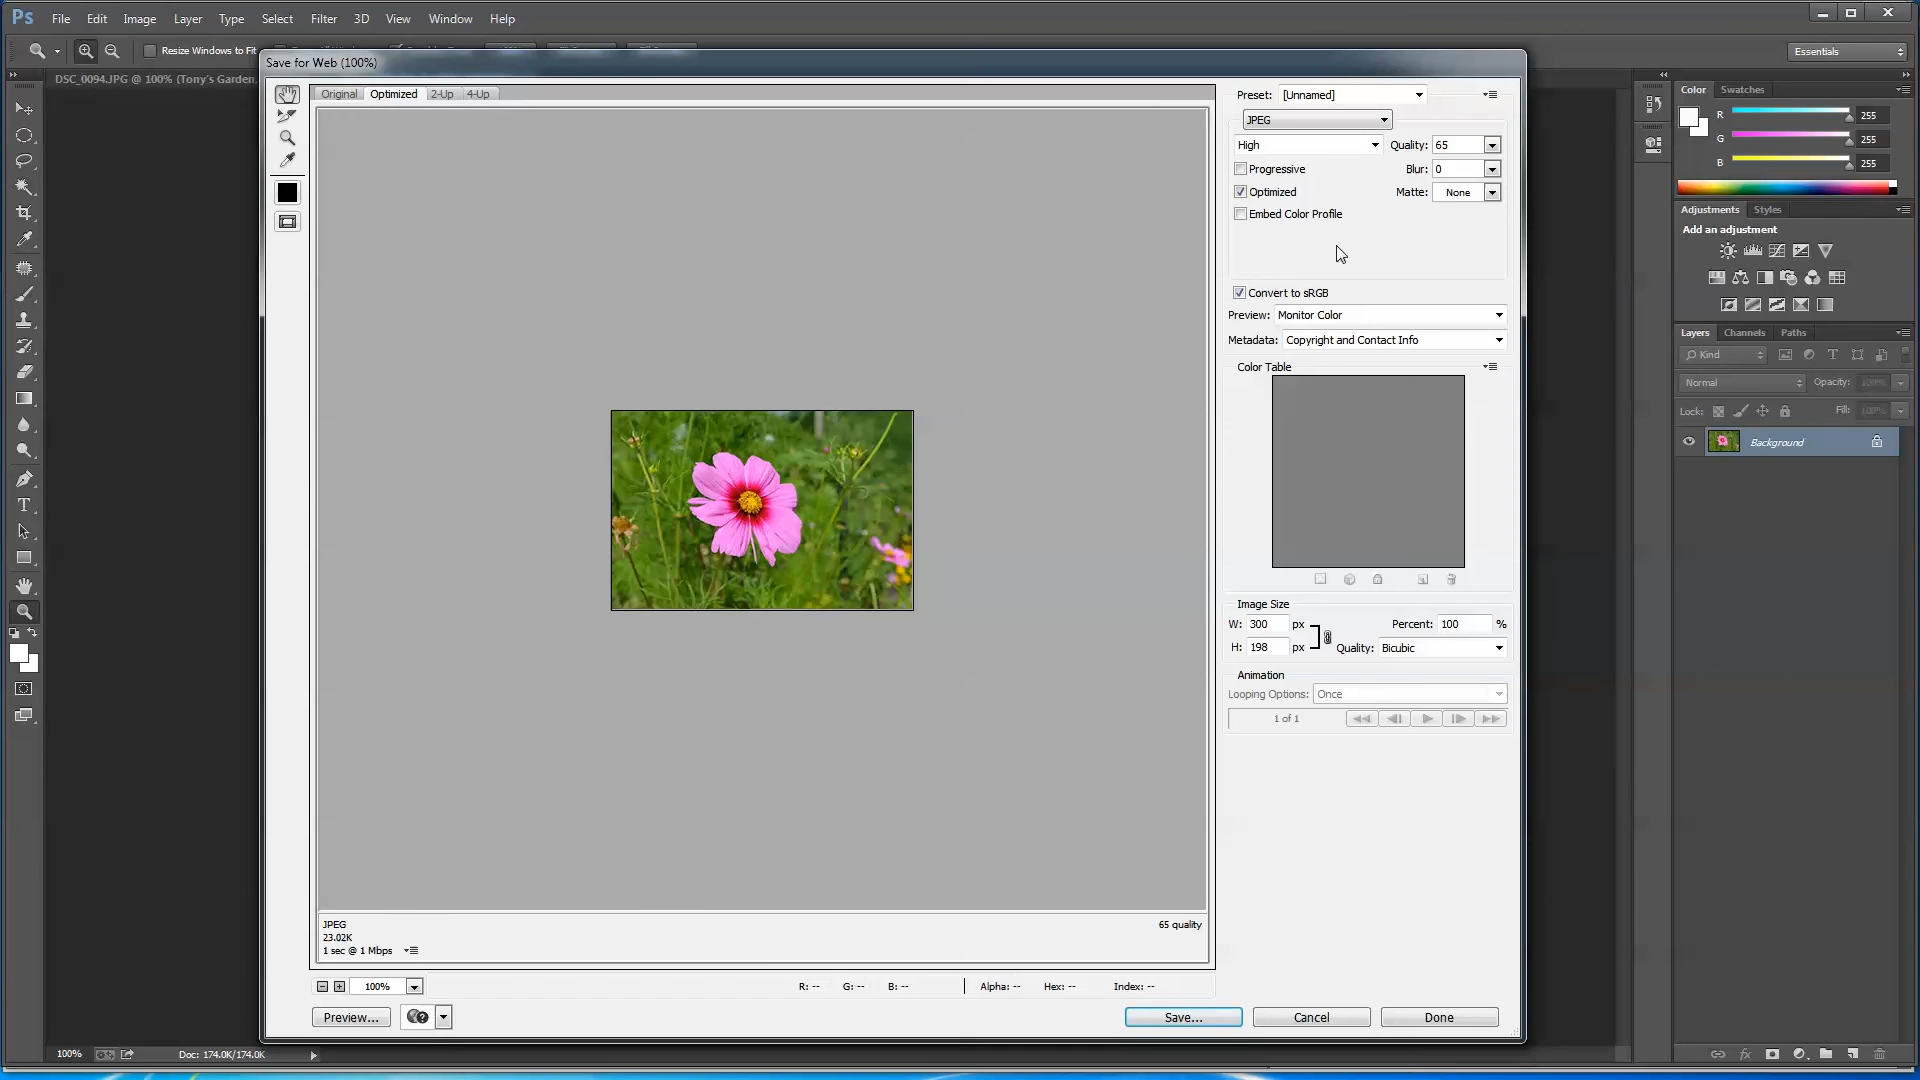 Ps File Edit Image Layer Type Select Filter 3D View Window Help
Resize Windows to Fit
Essentials
DSC_0094.JPG @ 100% (Tony's Garden,
Save for Web (100%)
Original Optimized 2-Up 4-Up
Preset: [Unnamed]
JPEG
High Quality: 65
Progressive Blur: 0
Optimized Matte: None
Embed Color Profile
Convert to sRGB
Preview: Monitor Color
Metadata: Copyright and Contact Info
Color Table
Image Size
W: 300 px Percent: 100 %
H: 198 px Quality: Bicubic
Animation
Looping Options: Once
1 of 1
JPEG 65 quality
23.02K
1 sec @ 1 Mbps
100% R: -- G: -- B: -- Alpha: -- Hex: -- Index: --
Preview... Save... Cancel Done
100% Doc: 174.0K/174.0K
Color Swatches
R 255
G 255
B 255
Adjustments Styles
Add an adjustment
Layers Channels Paths
Kind
Normal Opacity: 100%
Lock: Fill: 100%
Background
fx